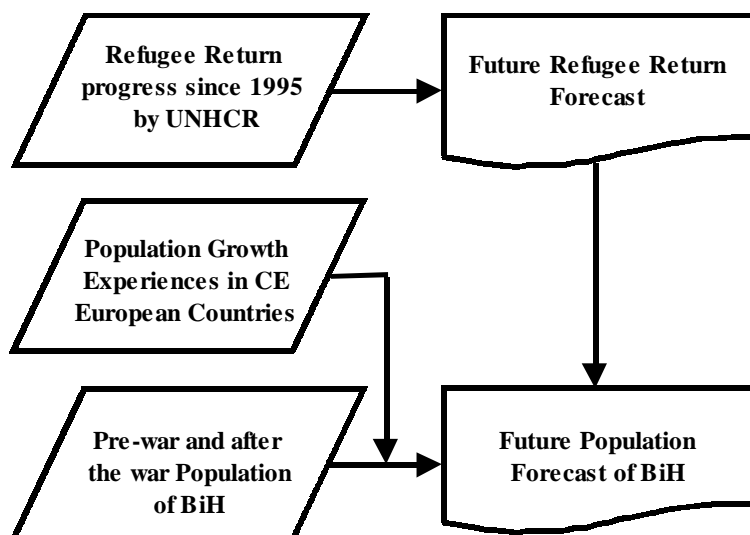 Refugee Return
progress since 1995
by UNHCR
Future Refugee Return
Forecast
Population Growth
Experiences in CE
European Countries
Pre-war and after
the war Population
of BiH
Future Population
Forecast of BiH